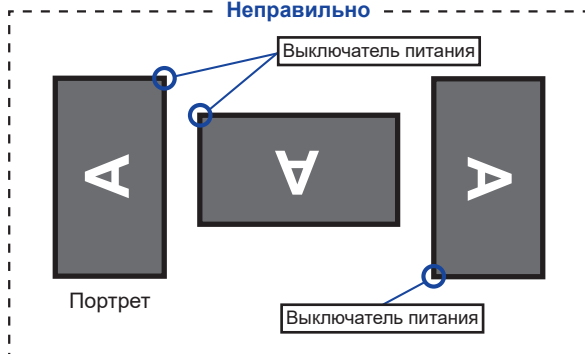 Неправильно
Выключатель питания
A
A
A
Портрет
Выключатель питания